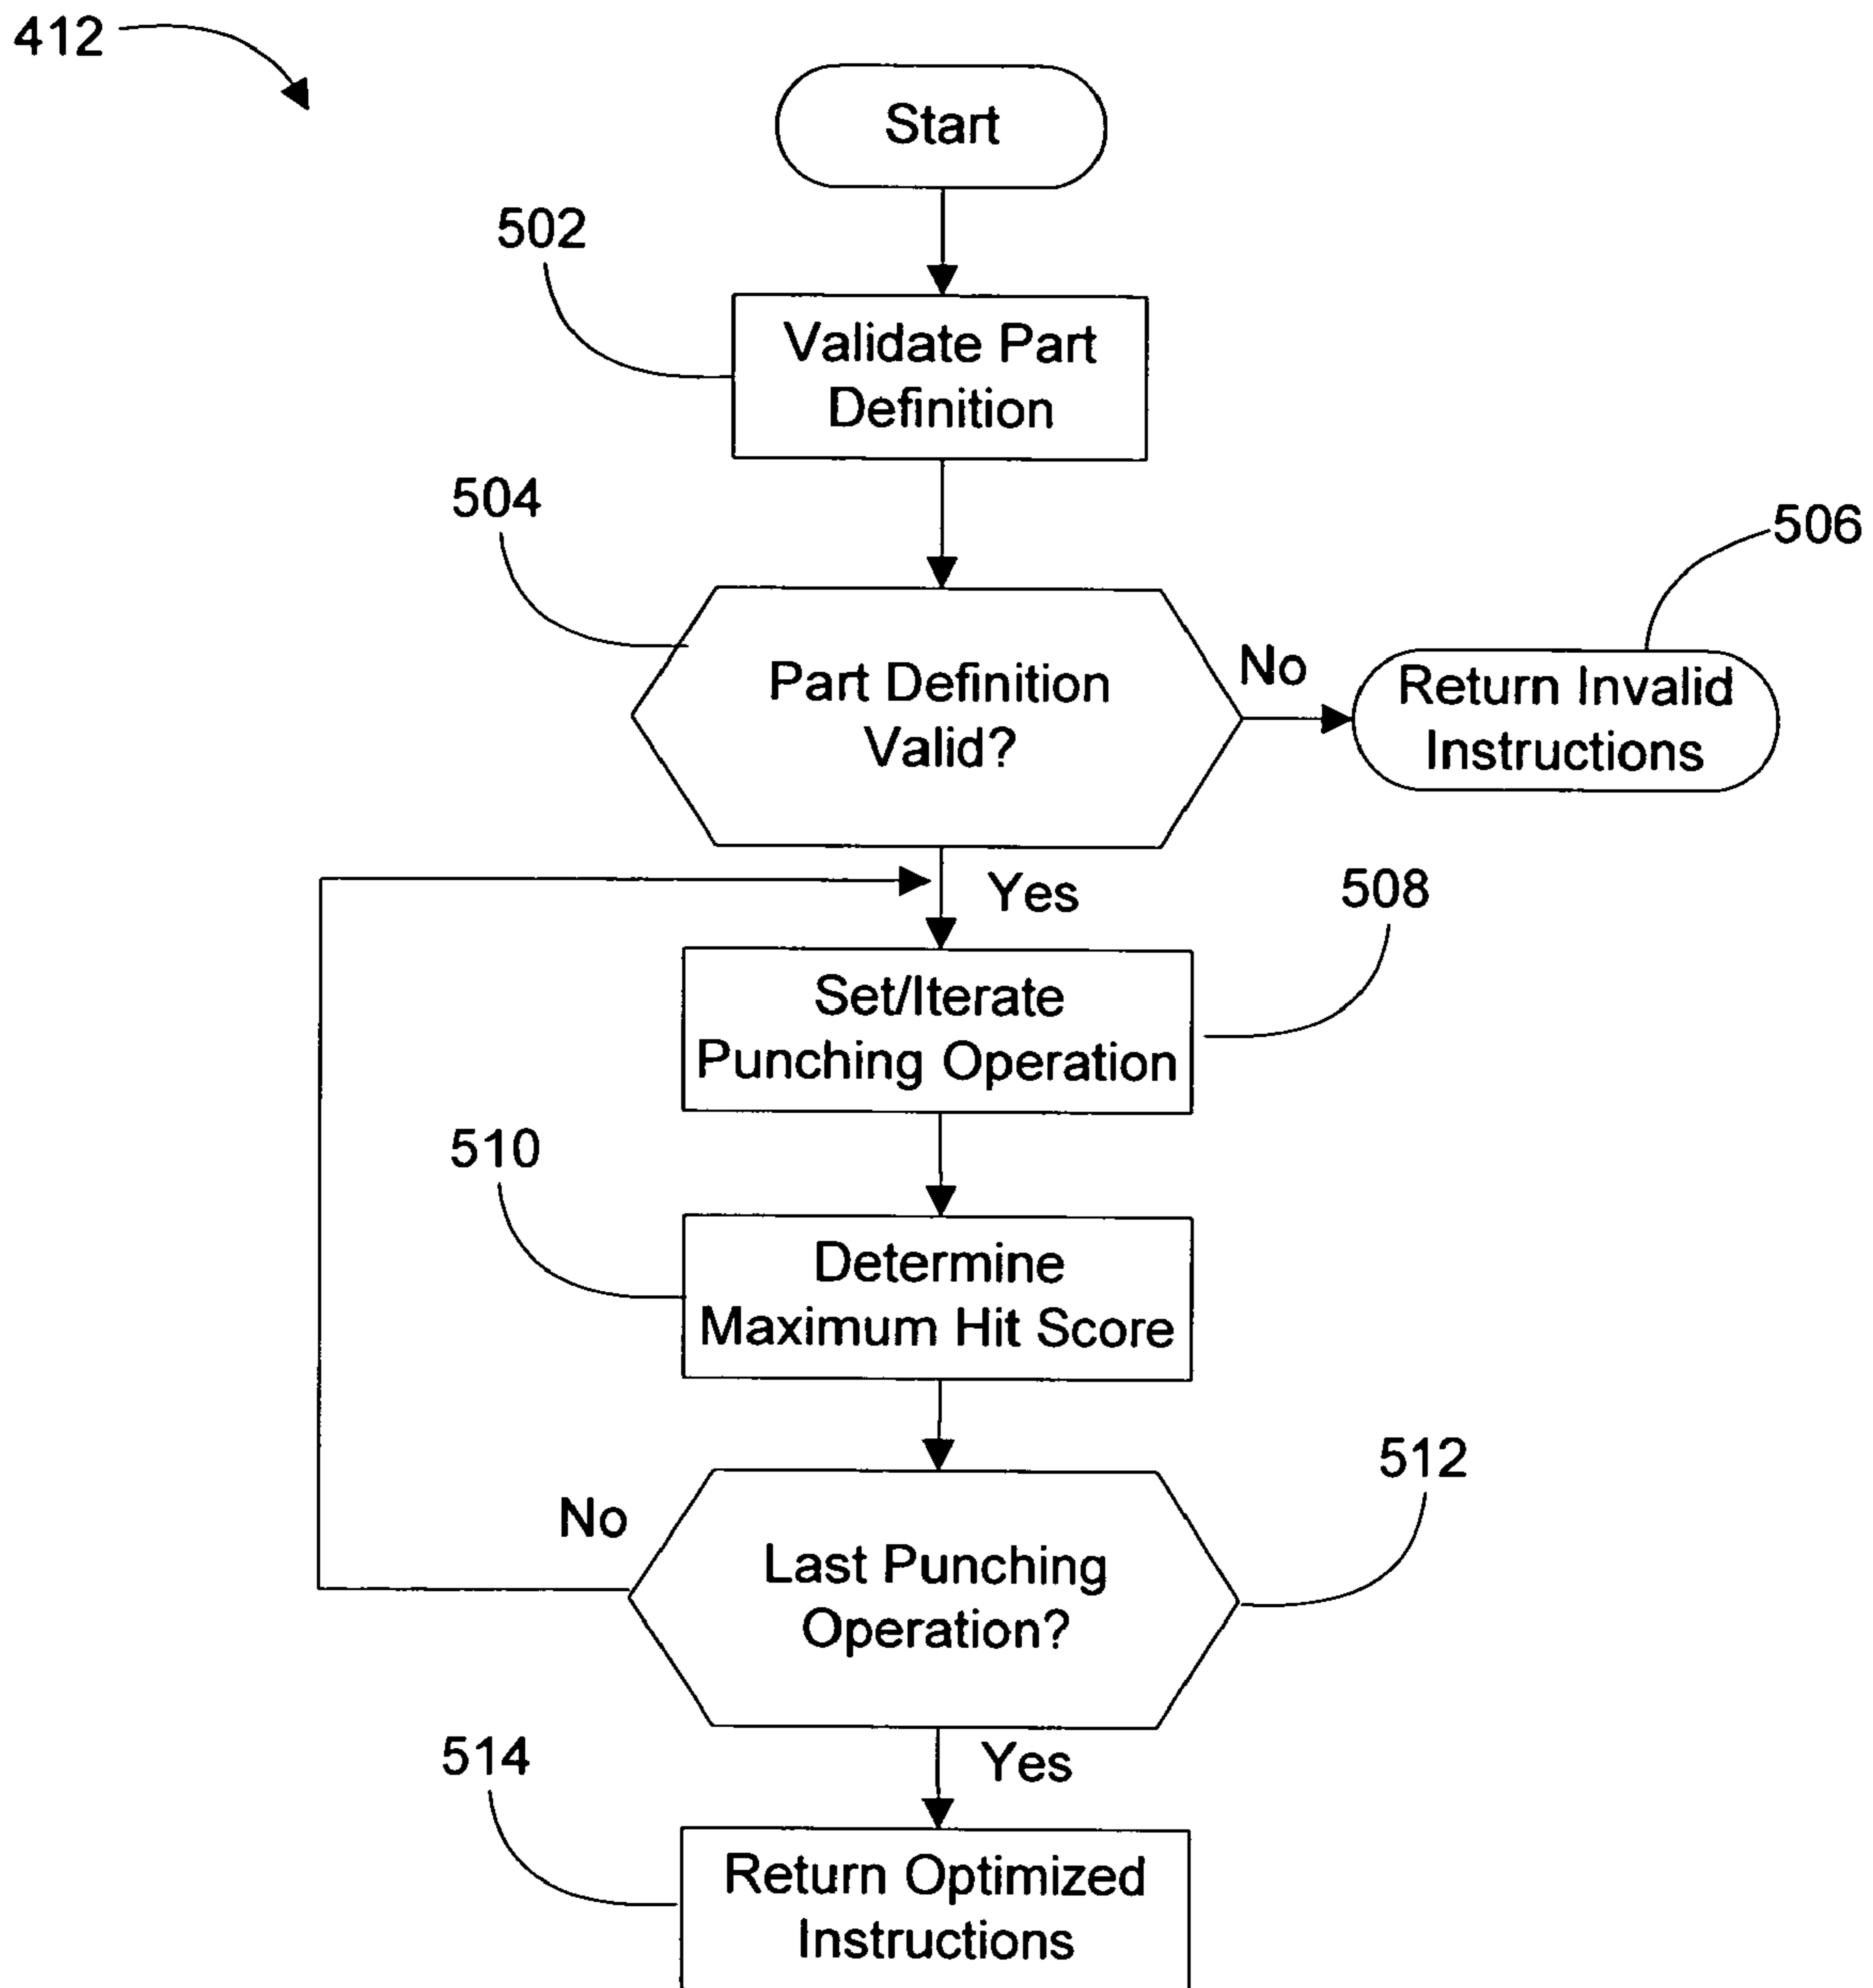 412
Start
502
Validate Part
Definition
504
506
Part Definition
Valid?
No
Return Invalid
Instructions
Yes
508
Set/Iterate
Punching Operation
510
Determine
Maximum Hit Score
512
No
Last Punching
Operation?
514
Yes
Return Optimized
Instructions